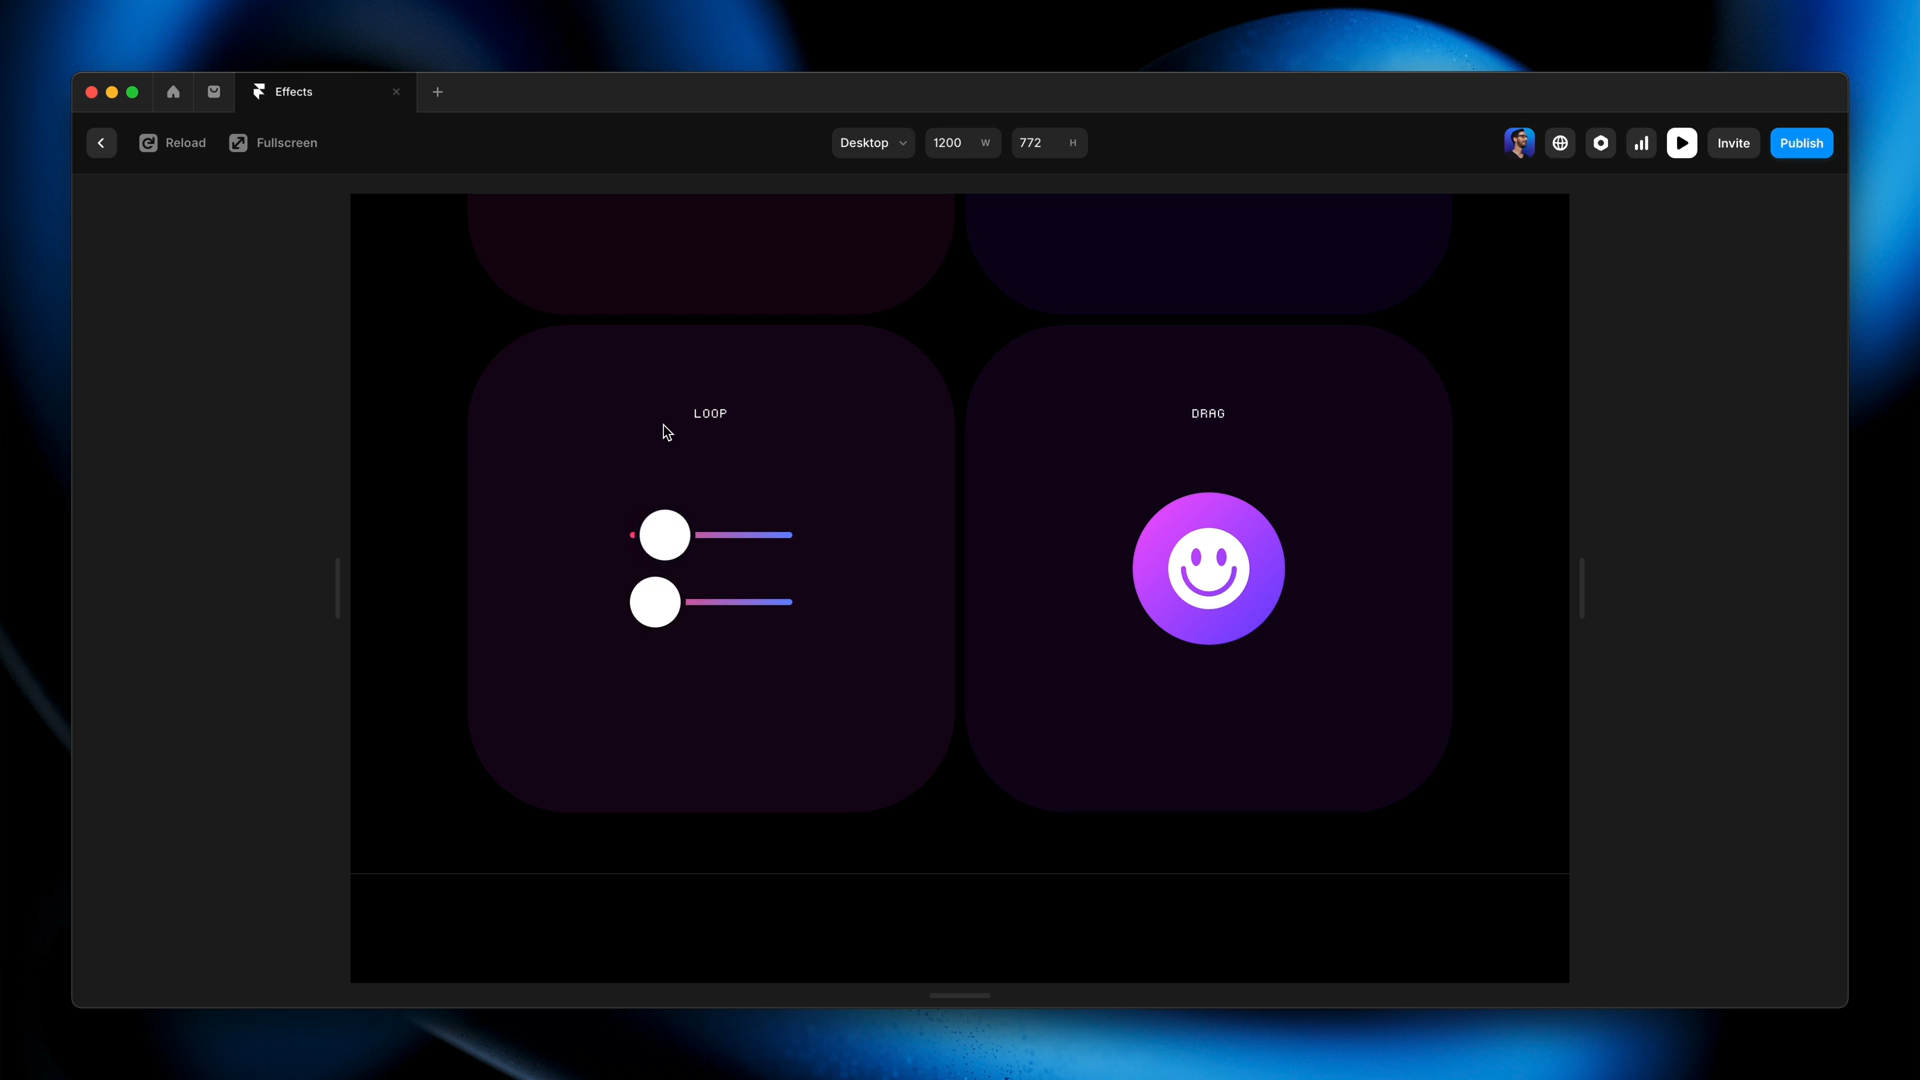 Effects
Reload
Fullscreen
Desktop
1200 W
772 H
Invite
Publish
LOOP
DRAG